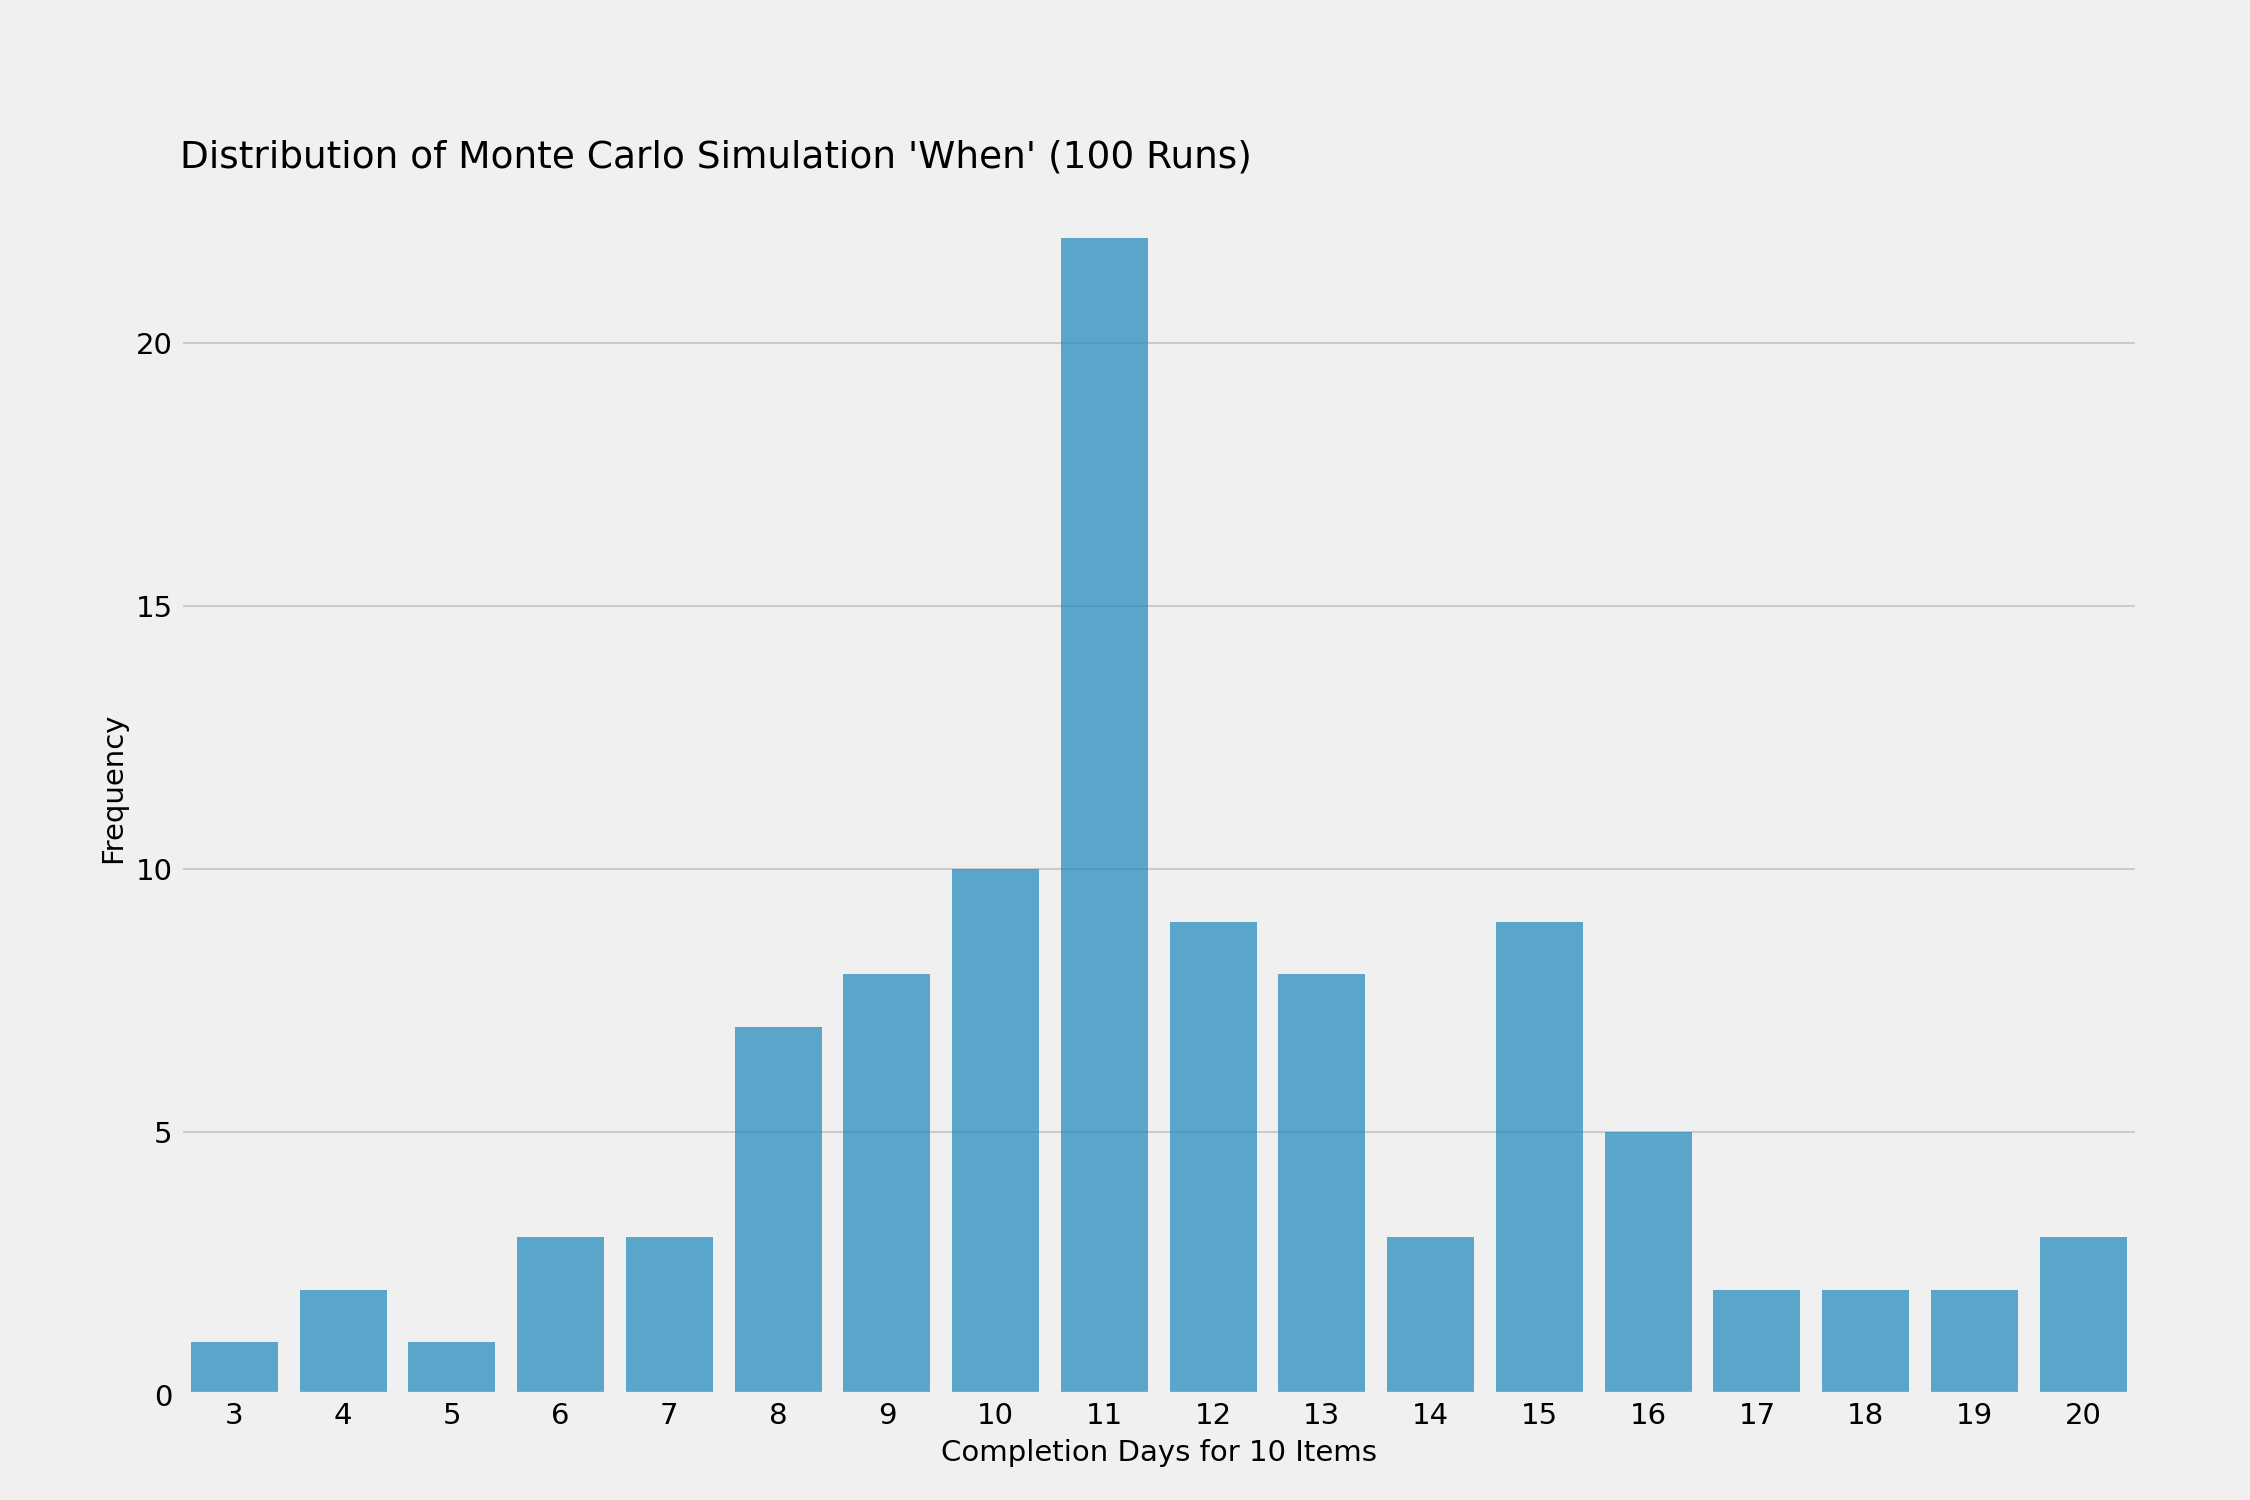 Distribution of Monte Carlo Simulation 'When' (100 Runs)
20
15
10
5
0
Frequency
3 4 5 6 7 8 9 10 11 12 13 14 15 16 17 18 19 20
Completion Days for 10 Items